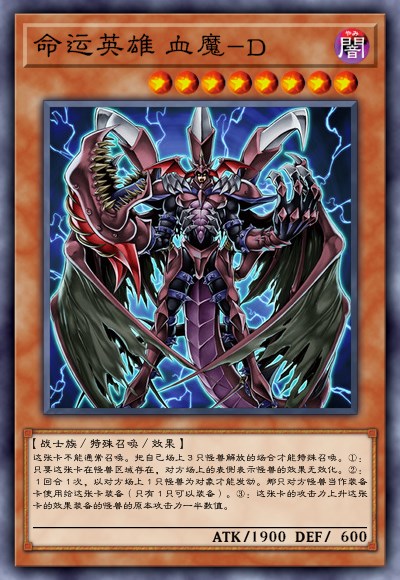 命运英雄 血魔-D
やみ
闇
【战士族/特殊召唤/效果】
这张卡不能通常召唤。把自己场上3只怪兽解放的场合才能特殊召唤。①：
只要这张卡在怪兽区域存在，对方场上的表侧表示怪兽的效果无效化。②：
1回合1次，以对方场上1只怪兽为对象才能发动。那只对方怪兽当作装备
卡使用给这张卡装备（只有1只可以装备）。③：这张卡的攻击力上升这张卡
的效果装备的怪兽的原本攻击力一半数值。
ATK/1900 DEF/ 600